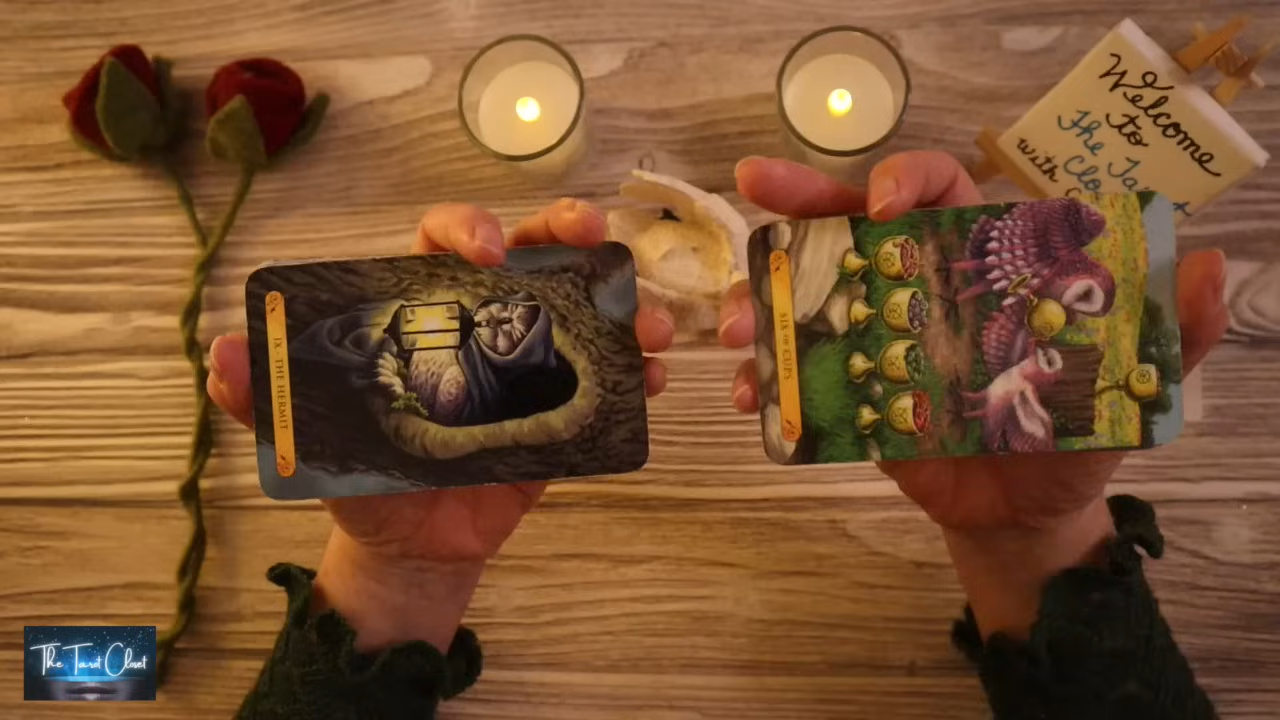 Welcome
to
The Ta
Clo
with
IX · THE HERMIT
SIX OF CUPS
The Tarot Closet